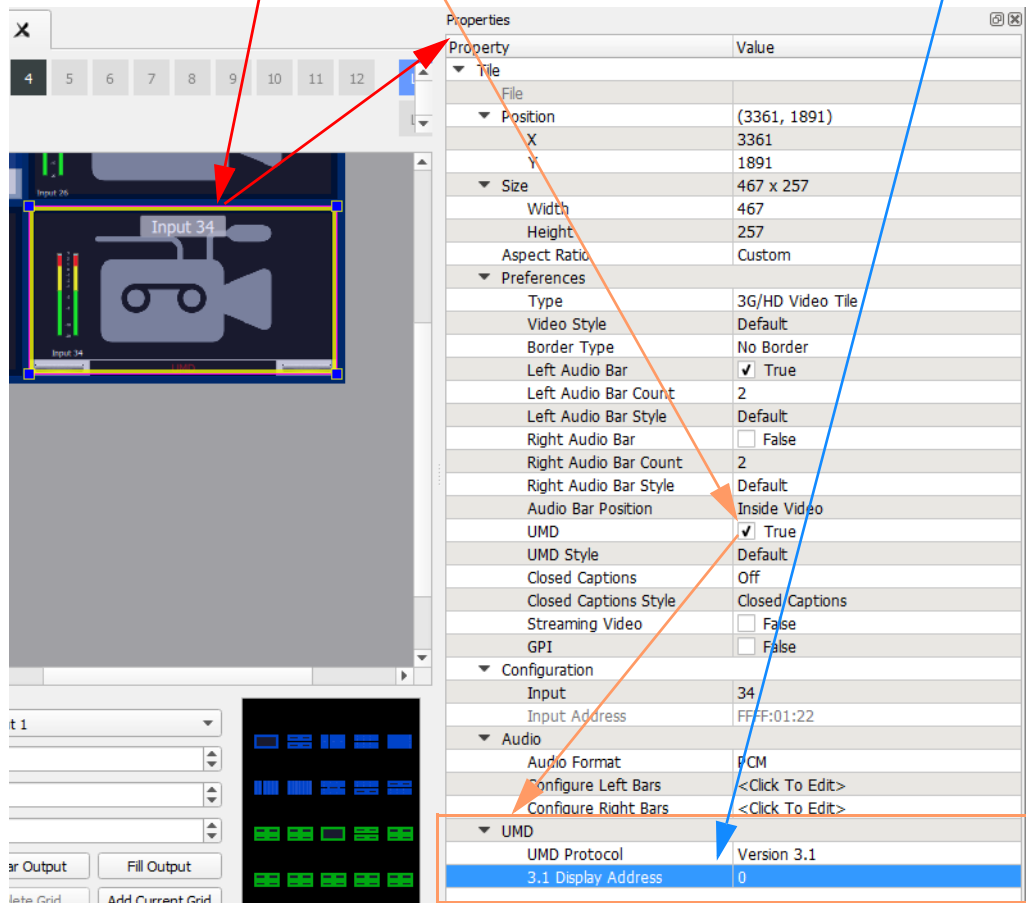 X
4 5 6 7 8 9 10 11 12
Input 26
Input 34
Input 34
UMD
t 1
ar Output Fill Output
lete Grid Add Current Grid
Properties
Property Value
Tile
File
Position (3361, 1891)
X 3361
Y 1891
Size 467 x 257
Width 467
Height 257
Aspect Ratio Custom
Preferences
Type 3G/HD Video Tile
Video Style Default
Border Type No Border
Left Audio Bar True
Left Audio Bar Count 2
Left Audio Bar Style Default
Right Audio Bar False
Right Audio Bar Count 2
Right Audio Bar Style Default
Audio Bar Position Inside Video
UMD True
UMD Style Default
Closed Captions Off
Closed Captions Style Closed Captions
Streaming Video False
GPI False
Configuration
Input 34
Input Address FFFF:01:22
Audio
Audio Format PCM
Configure Left Bars <Click To Edit>
Configure Right Bars <Click To Edit>
UMD
UMD Protocol Version 3.1
3.1 Display Address 0